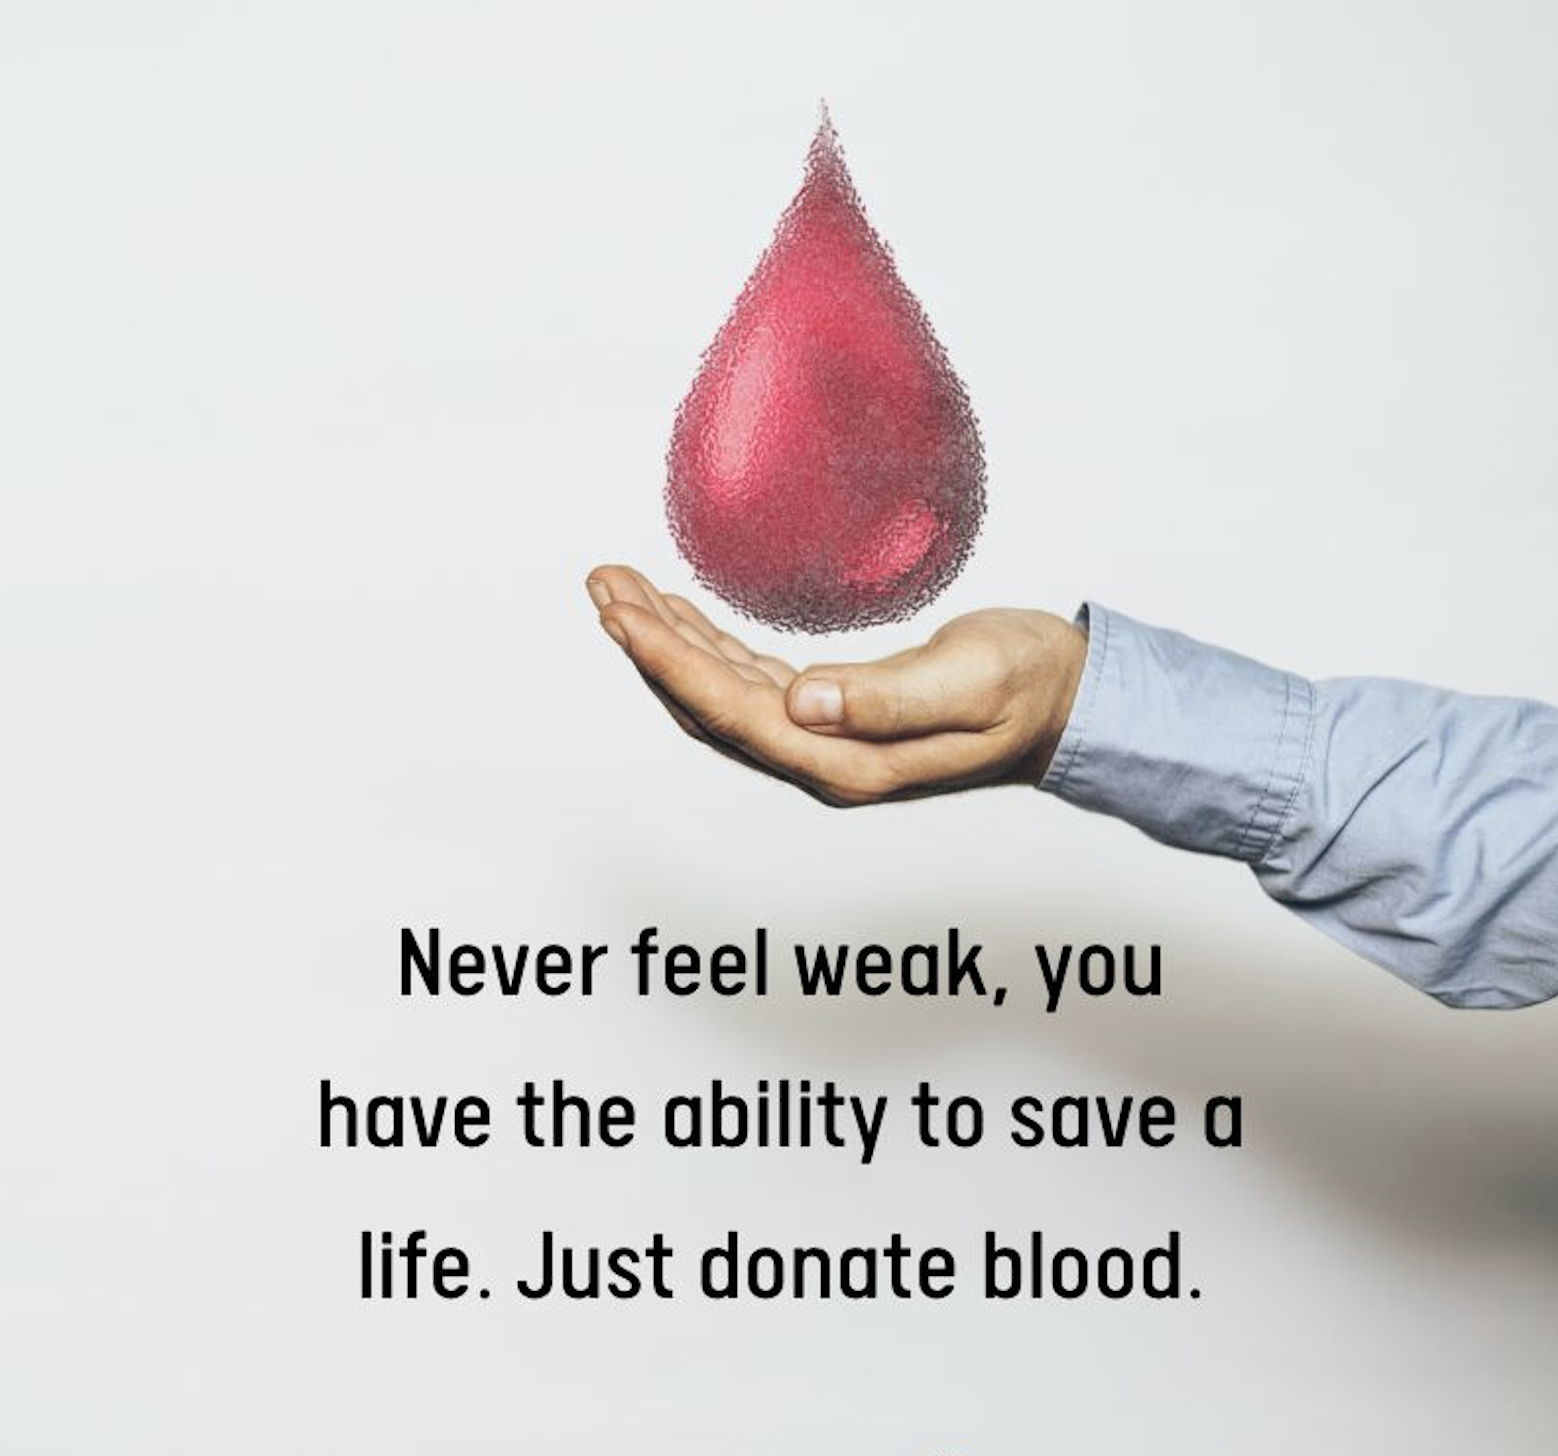 Never feel weak, you
have the ability to save a
life. Just donate blood.